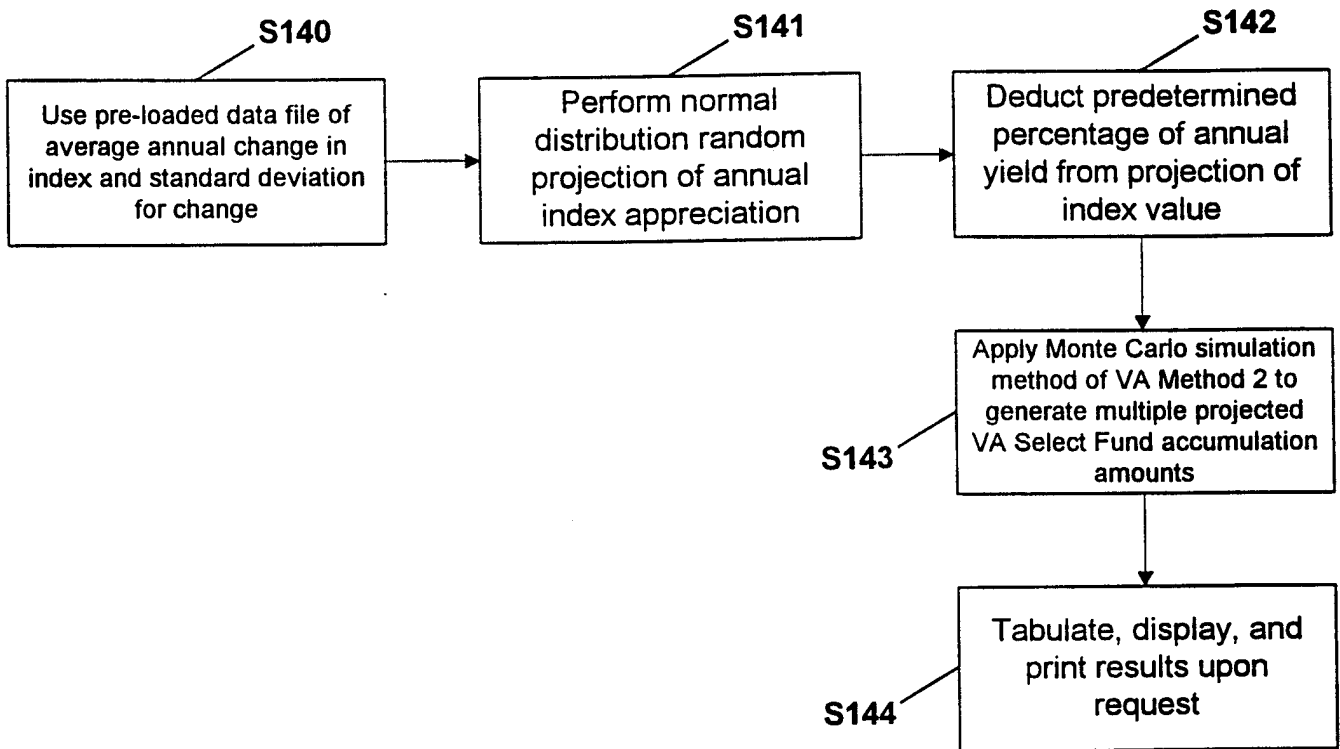 S140
Use pre-loaded data file of
average annual change in
index and standard deviation
for change
S141
Perform normal
distribution random
projection of annual
index appreciation
S142
Deduct predetermined
percentage of annual
yield from projection of
index value
Apply Monte Carlo simulation
method of VA Method 2 to
generate multiple projected
VA Select Fund accumulation
amounts
S143
Tabulate, display, and
print results upon
request
S144